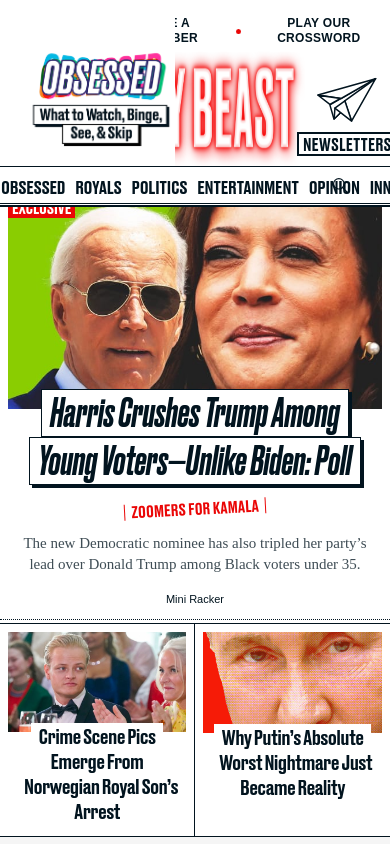 E A
BER
PLAY OUR
CROSSWORD
OBSESSED
What to Watch, Binge,
See, & Skip
Y BEAST
NEWSLETTERS
OBSESSED ROYALS POLITICS ENTERTAINMENT OPINION INN
EXCLUSIVE
Harris Crushes Trump Among
Young Voters—Unlike Biden: Poll
ZOOMERS FOR KAMALA
The new Democratic nominee has also tripled her party’s
lead over Donald Trump among Black voters under 35.
Mini Racker
Crime Scene Pics
Emerge From
Norwegian Royal Son’s
Arrest
Why Putin’s Absolute
Worst Nightmare Just
Became Reality